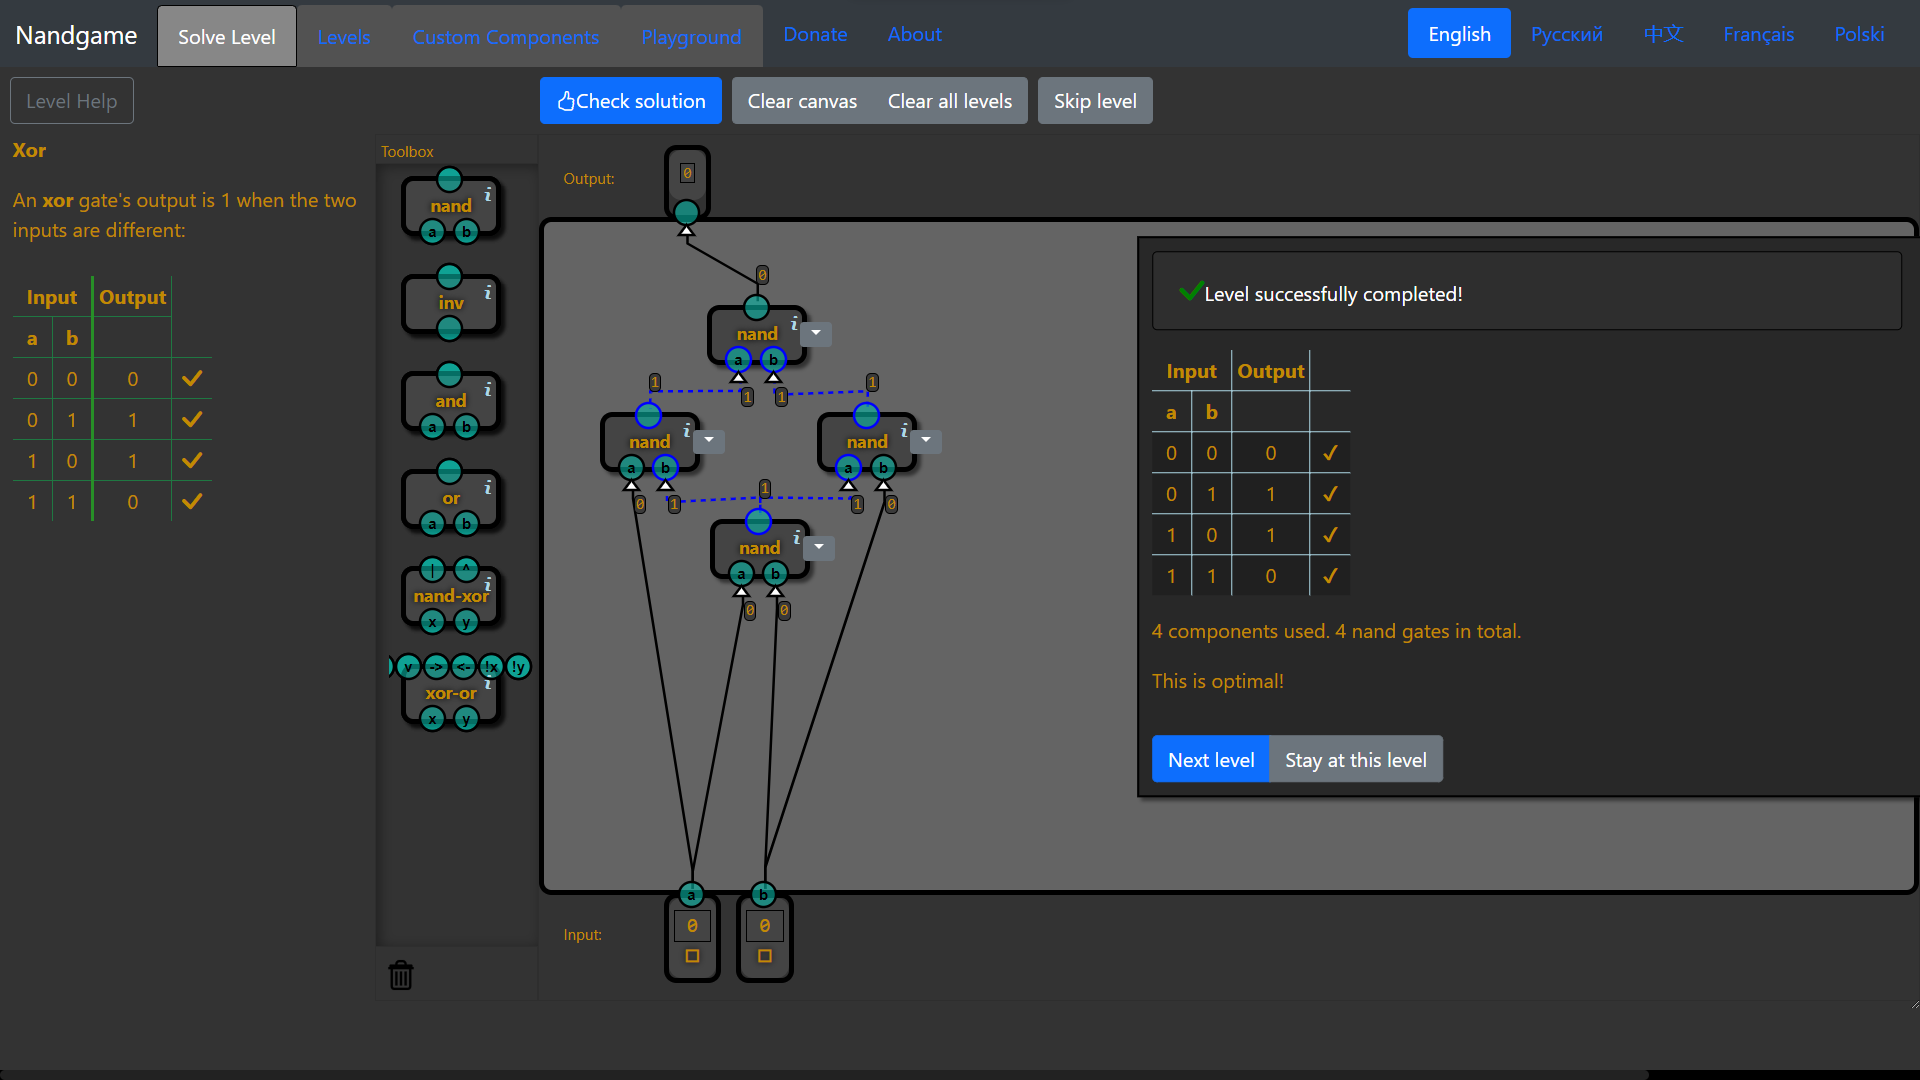 Nandgame
Solve Level
Levels
Custom Components
Playground
Donate
About
English
Русский
中文
Français
Polski
Level Help
Check solution
Clear canvas
Clear all levels
Skip level
Xor
An xor gate's output is 1 when the two
inputs are different:
Input Output
a b
0 0 0
0 1 1
1 0 1
1 1 0
Toolbox
nand i
a b
inv i
and i
a b
or i
a b
| ^
nand-xor i
x y
v -> <- !x !y
xor-or i
x y
Output:
0
0
nand i
a b
1 1
1 1
nand i
a b
nand i
a b
0 1
1
1 0
nand i
a b
0 0
a b
Input:
0 0
Level successfully completed!
Input Output
a b
0 0 0
0 1 1
1 0 1
1 1 0
4 components used. 4 nand gates in total.
This is optimal!
Next level
Stay at this level